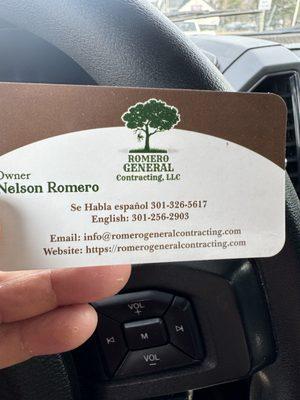 ROMERO
GENERAL
Contracting, LLC
Owner
Nelson Romero
Se Habla español 301-326-5617
English: 301-256-2903
Email: info@romerogeneralcontracting.com
Website: https://romerogeneralcontracting.com
VOL
+
M
VOL
-